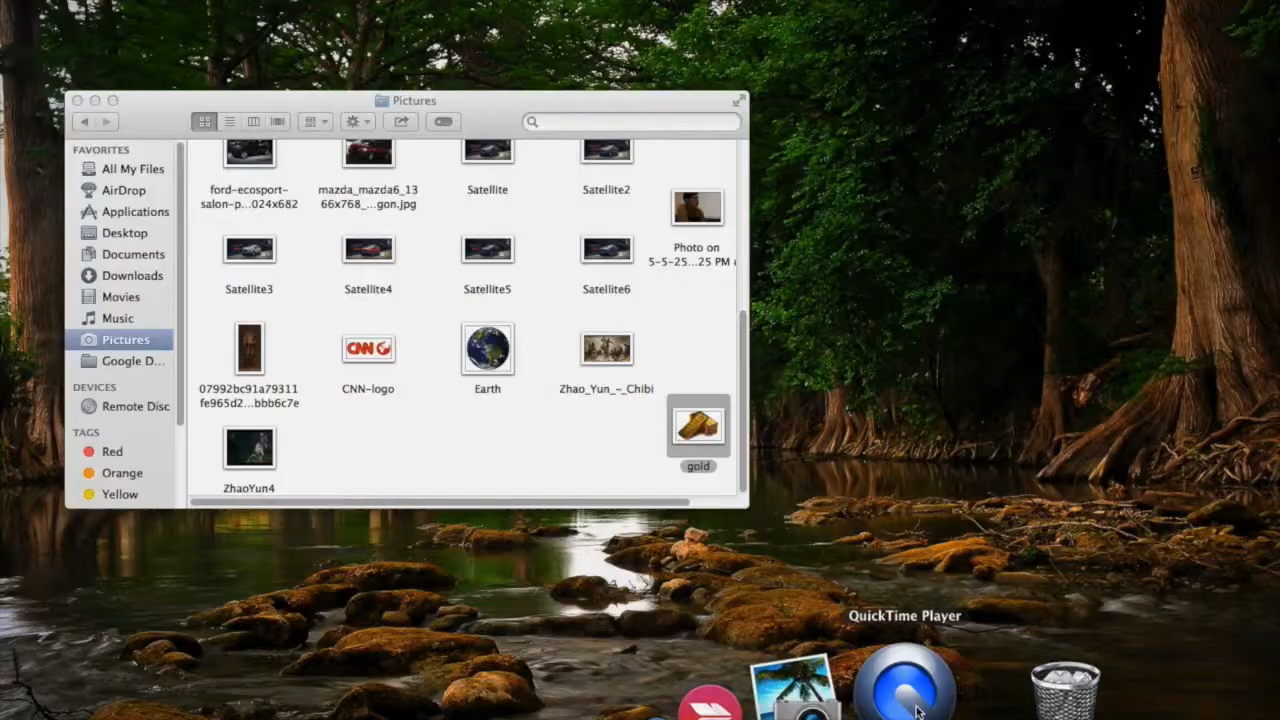 Pictures
FAVORITES
All My Files
AirDrop
Applications
Desktop
Documents
Downloads
Movies
Music
Pictures
Google D...
DEVICES
Remote Disc
TAGS
Red
Orange
Yellow
ford-ecosport-
salon-p...024x682
mazda_mazda6_13
66x768_...gon.jpg
Satellite
Satellite2
Photo on
5-5-25...25 PM
Satellite3
Satellite4
Satellite5
Satellite6
CNN
07992bc91a79311
fe965d2...bbb6c7e
CNN-logo
Earth
Zhao_Yun_-_Chibi
gold
ZhaoYun4
QuickTime Player